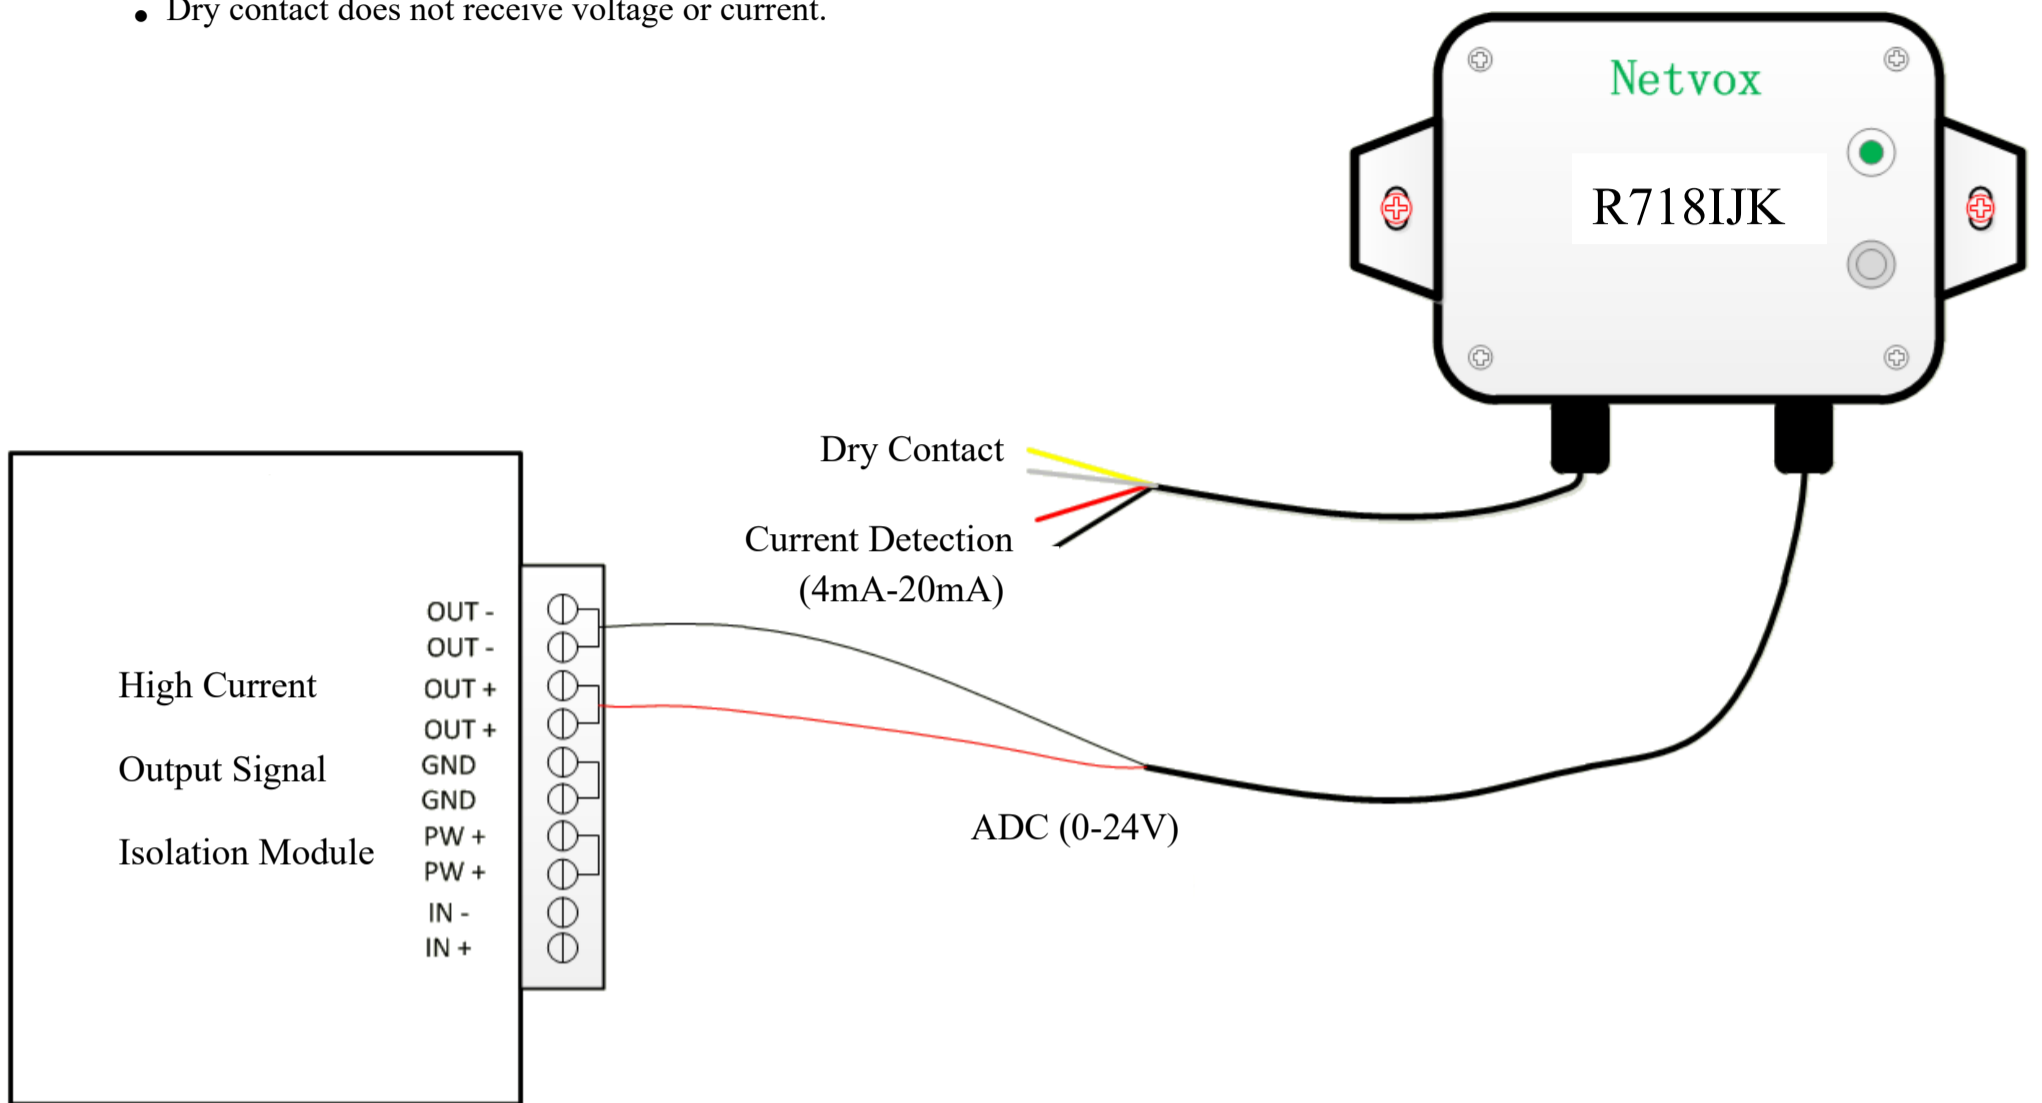 • Dry contact does not receive voltage or current.
Netvox
R718IJK
Dry Contact
Current Detection
(4mA-20mA)
OUT -
OUT -
High Current
OUT +
OUT +
Output Signal
GND
GND
Isolation Module
PW +
PW +
IN -
IN +
ADC (0-24V)